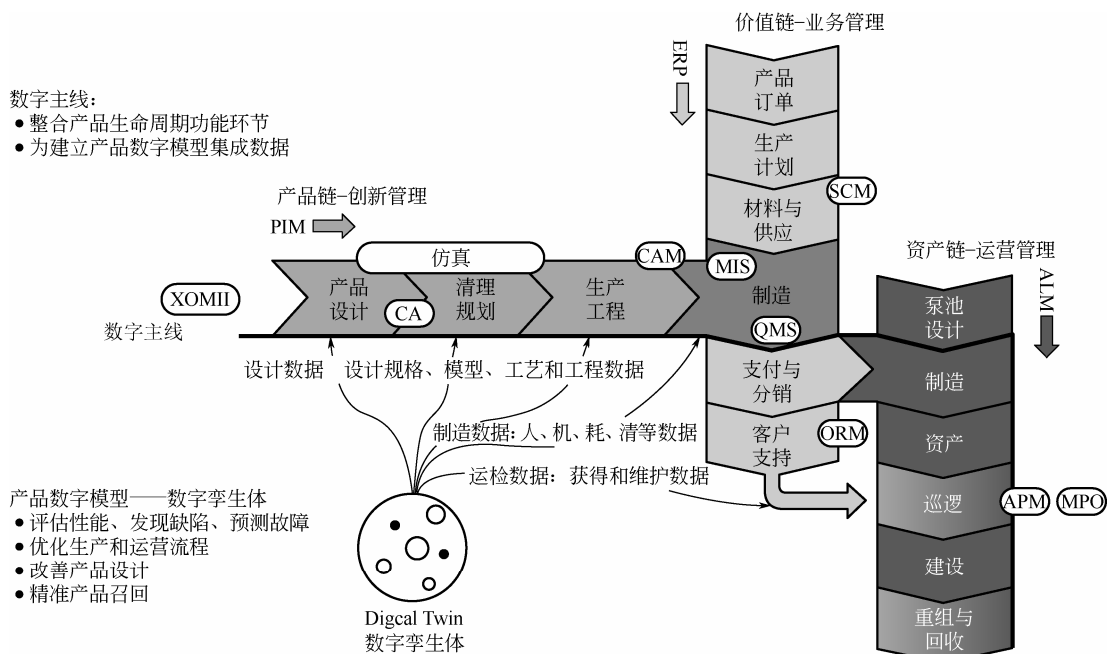 价值链–业务管理
ERP
产品
订单
生产
计划
材料与
供应
SCM
数字主线：
• 整合产品生命周期功能环节
• 为建立产品数字模型集成数据
产品链–创新管理
PIM
仿真
CAM
MIS
XOMII
产品
设计
CA
清理
规划
生产
工程
制造
QMS
数字主线
资产链–运营管理
ALM
泵池
设计
制造
资产
巡逻
APM
MPO
建设
重组与
回收
支付与
分销
客户
支持
ORM
设计数据
设计规格、模型、工艺和工程数据
制造数据：人、机、耗、清等数据
运检数据：获得和维护数据
产品数字模型——数字孪生体
• 评估性能、发现缺陷、预测故障
• 优化生产和运营流程
• 改善产品设计
• 精准产品召回
Digcal Twin
数字孪生体